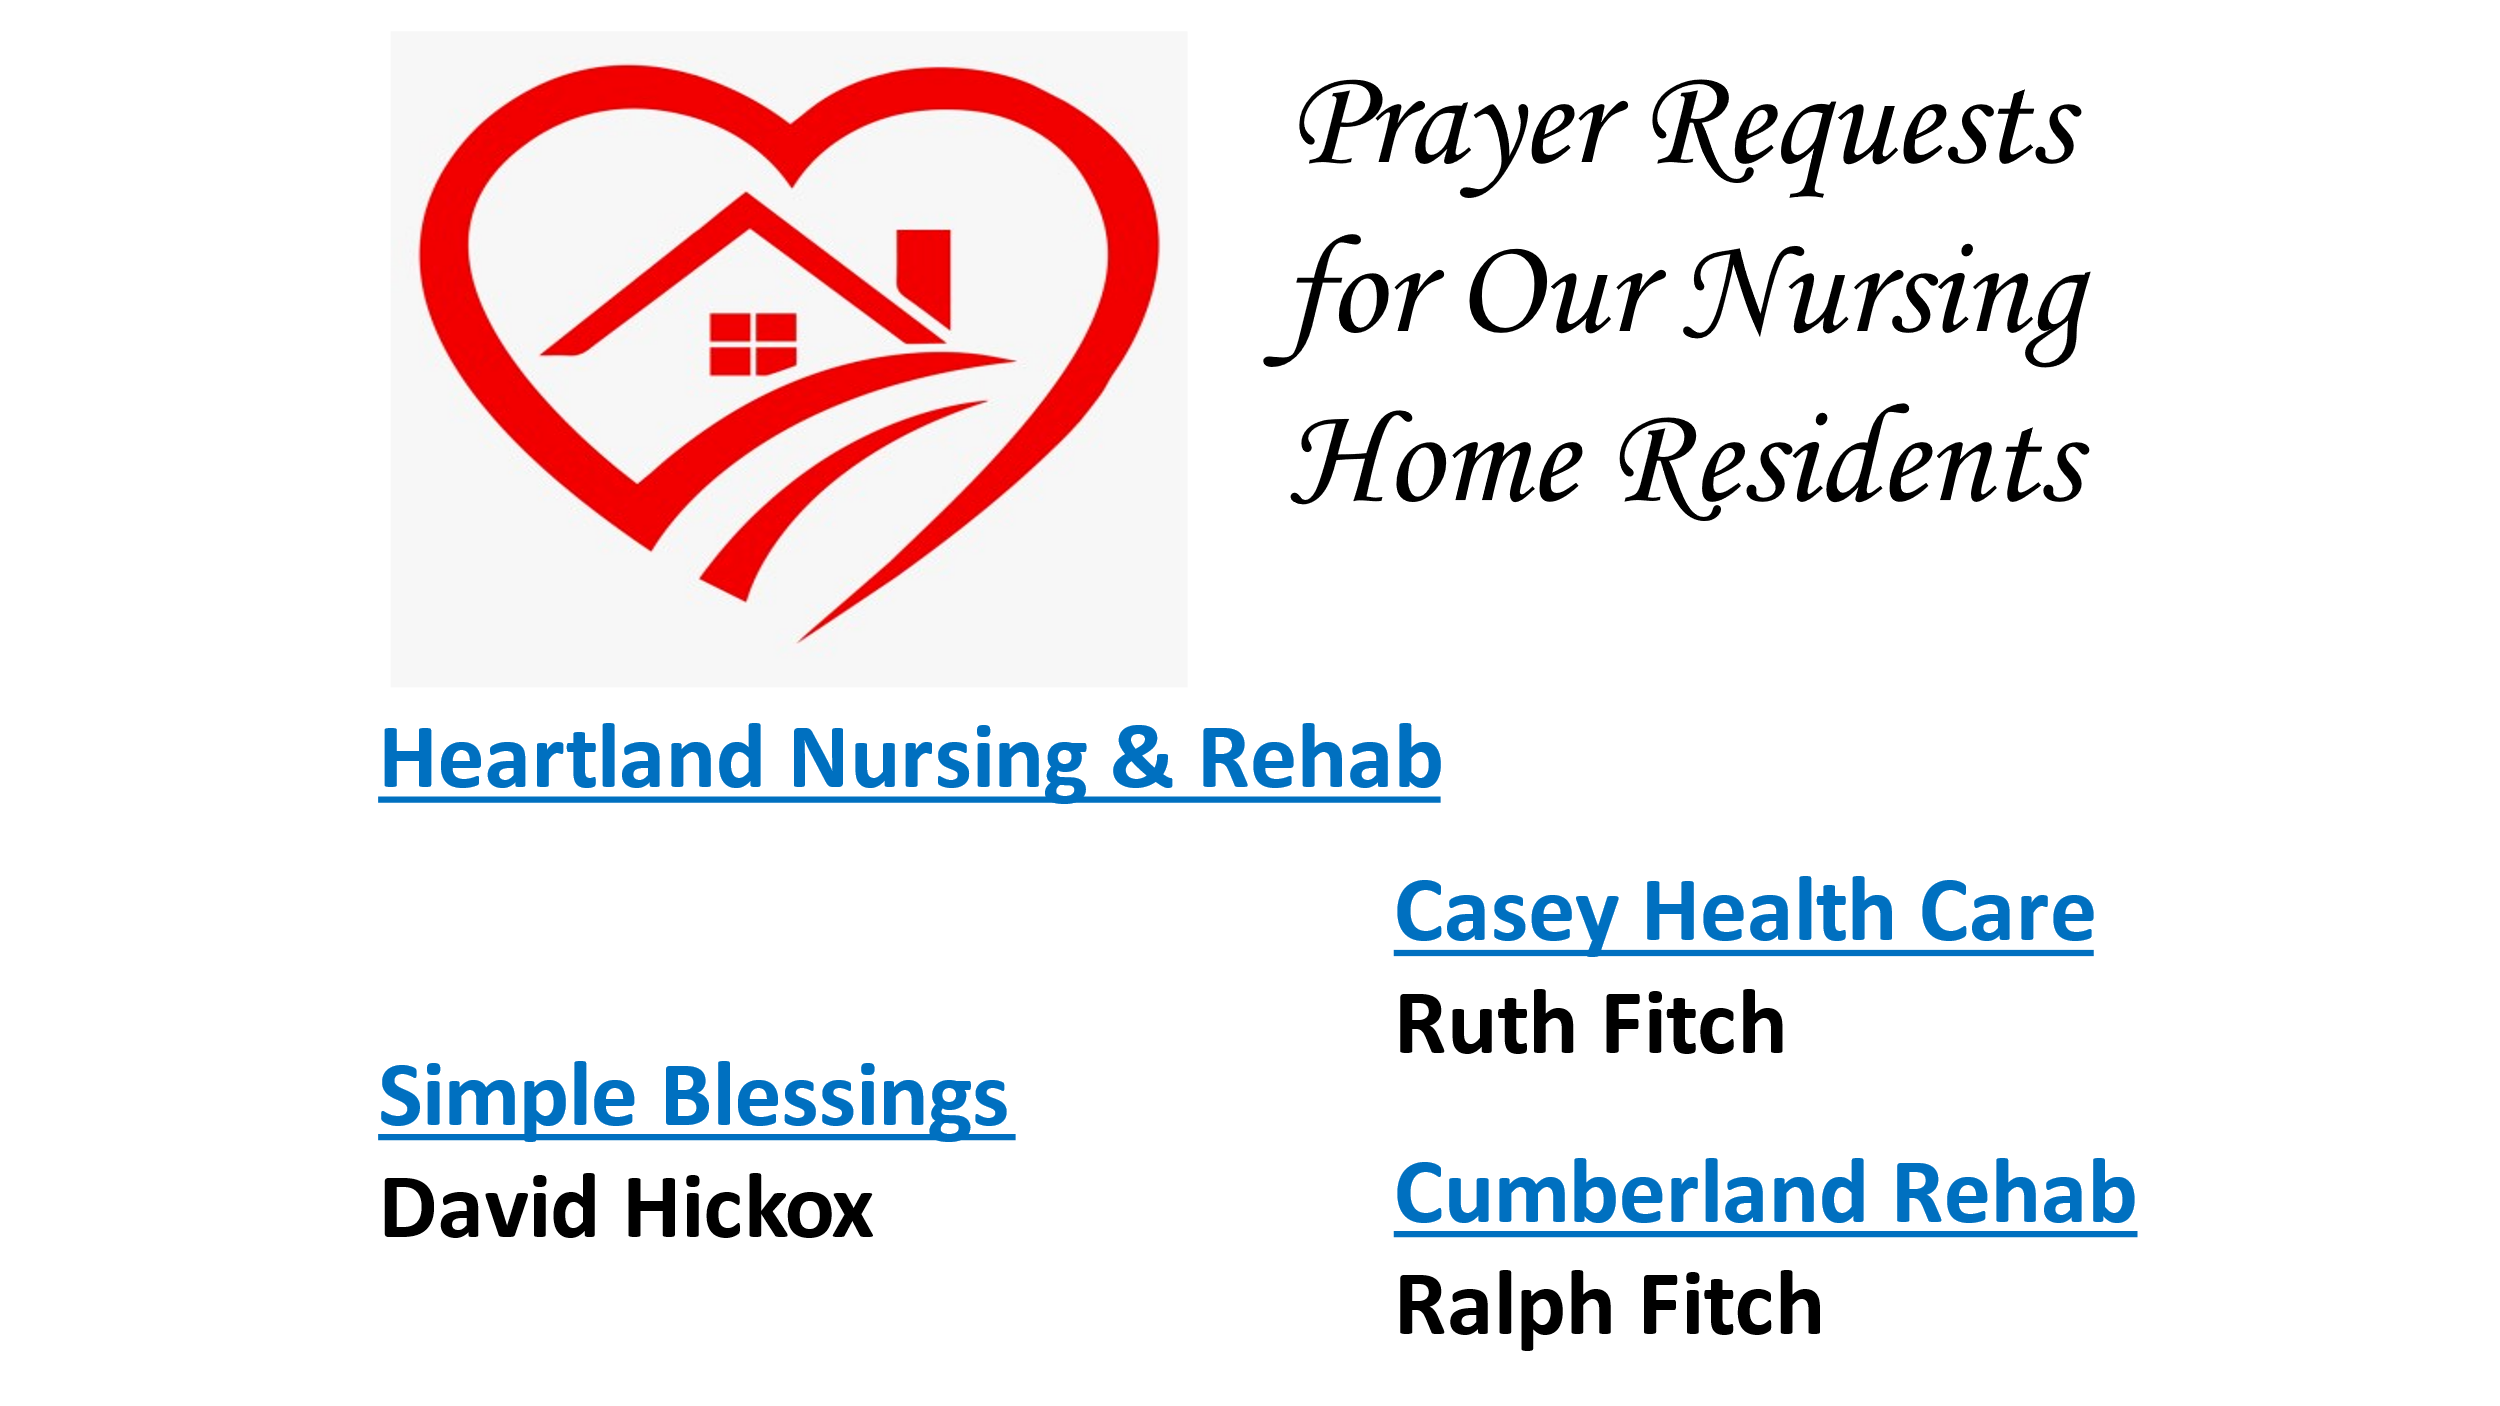 Prayer Requests
for Our Nursing
Home Residents
Heartland Nursing & Rehab
Simple Blessings
David Hickox
Casey Health Care
Ruth Fitch
Cumberland Rehab
Ralph Fitch